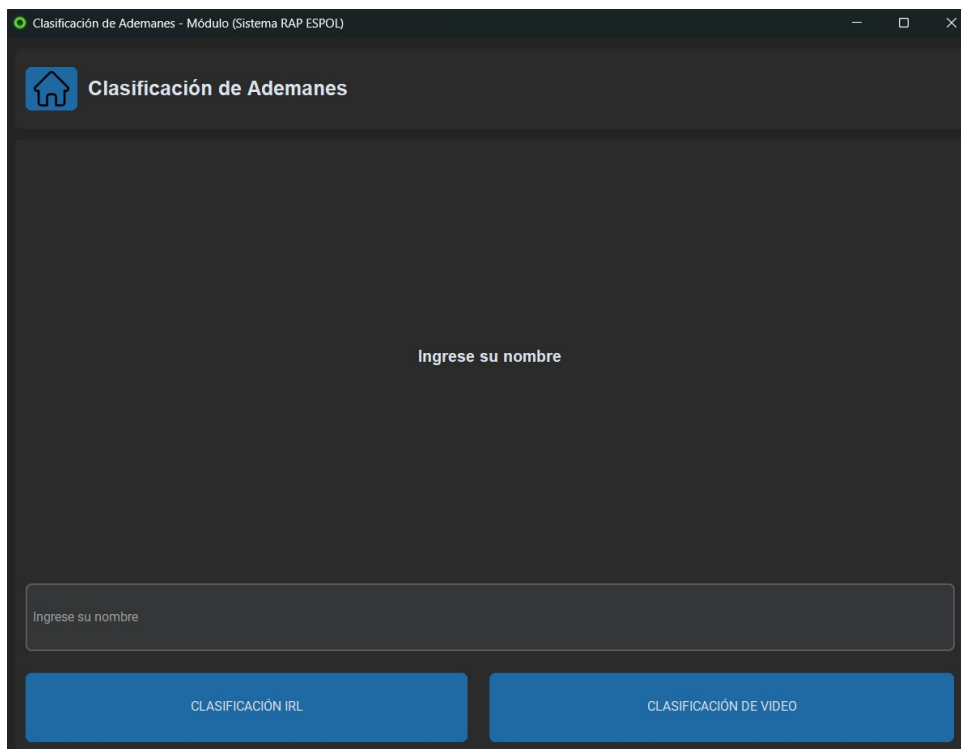 Clasificación de Ademanes - Módulo (Sistema RAP ESPOL)
Clasificación de Ademanes
Ingrese su nombre
Ingrese su nombre
CLASIFICACIÓN IRL
CLASIFICACIÓN DE VIDEO